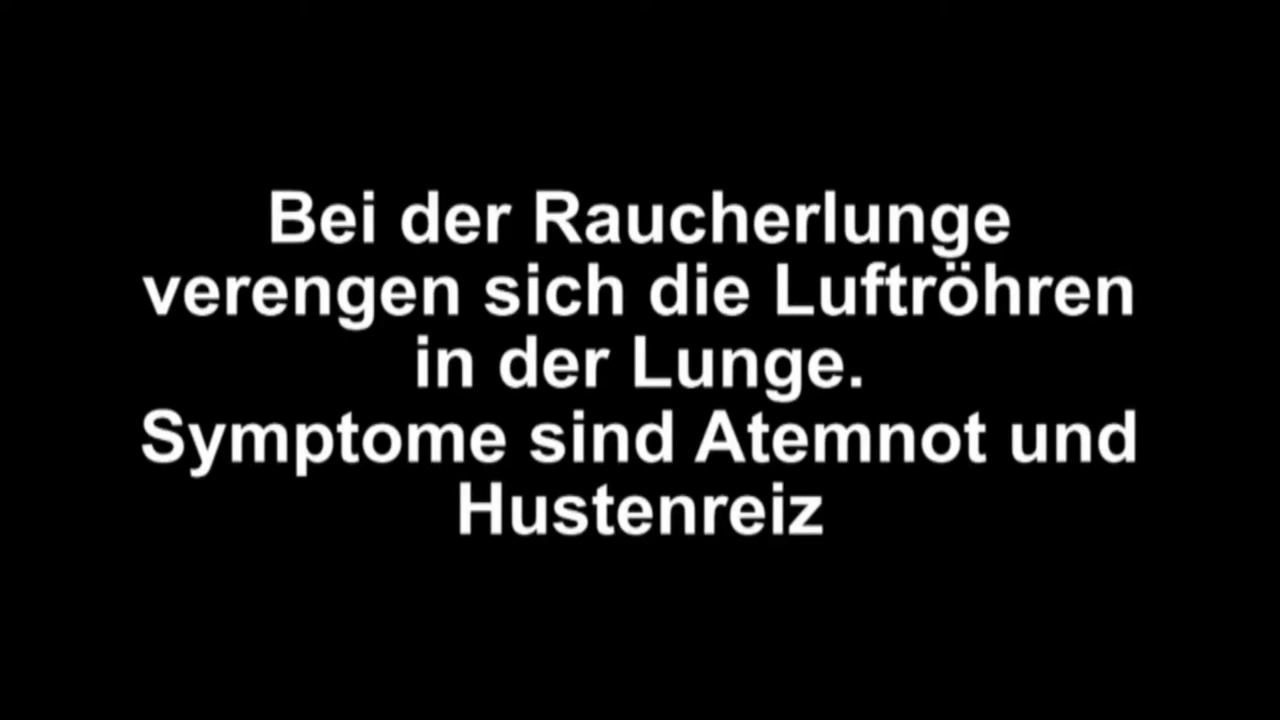 Bei der Raucherlunge
verengen sich die Luftröhren
in der Lunge.
Symptome sind Atemnot und
Hustenreiz